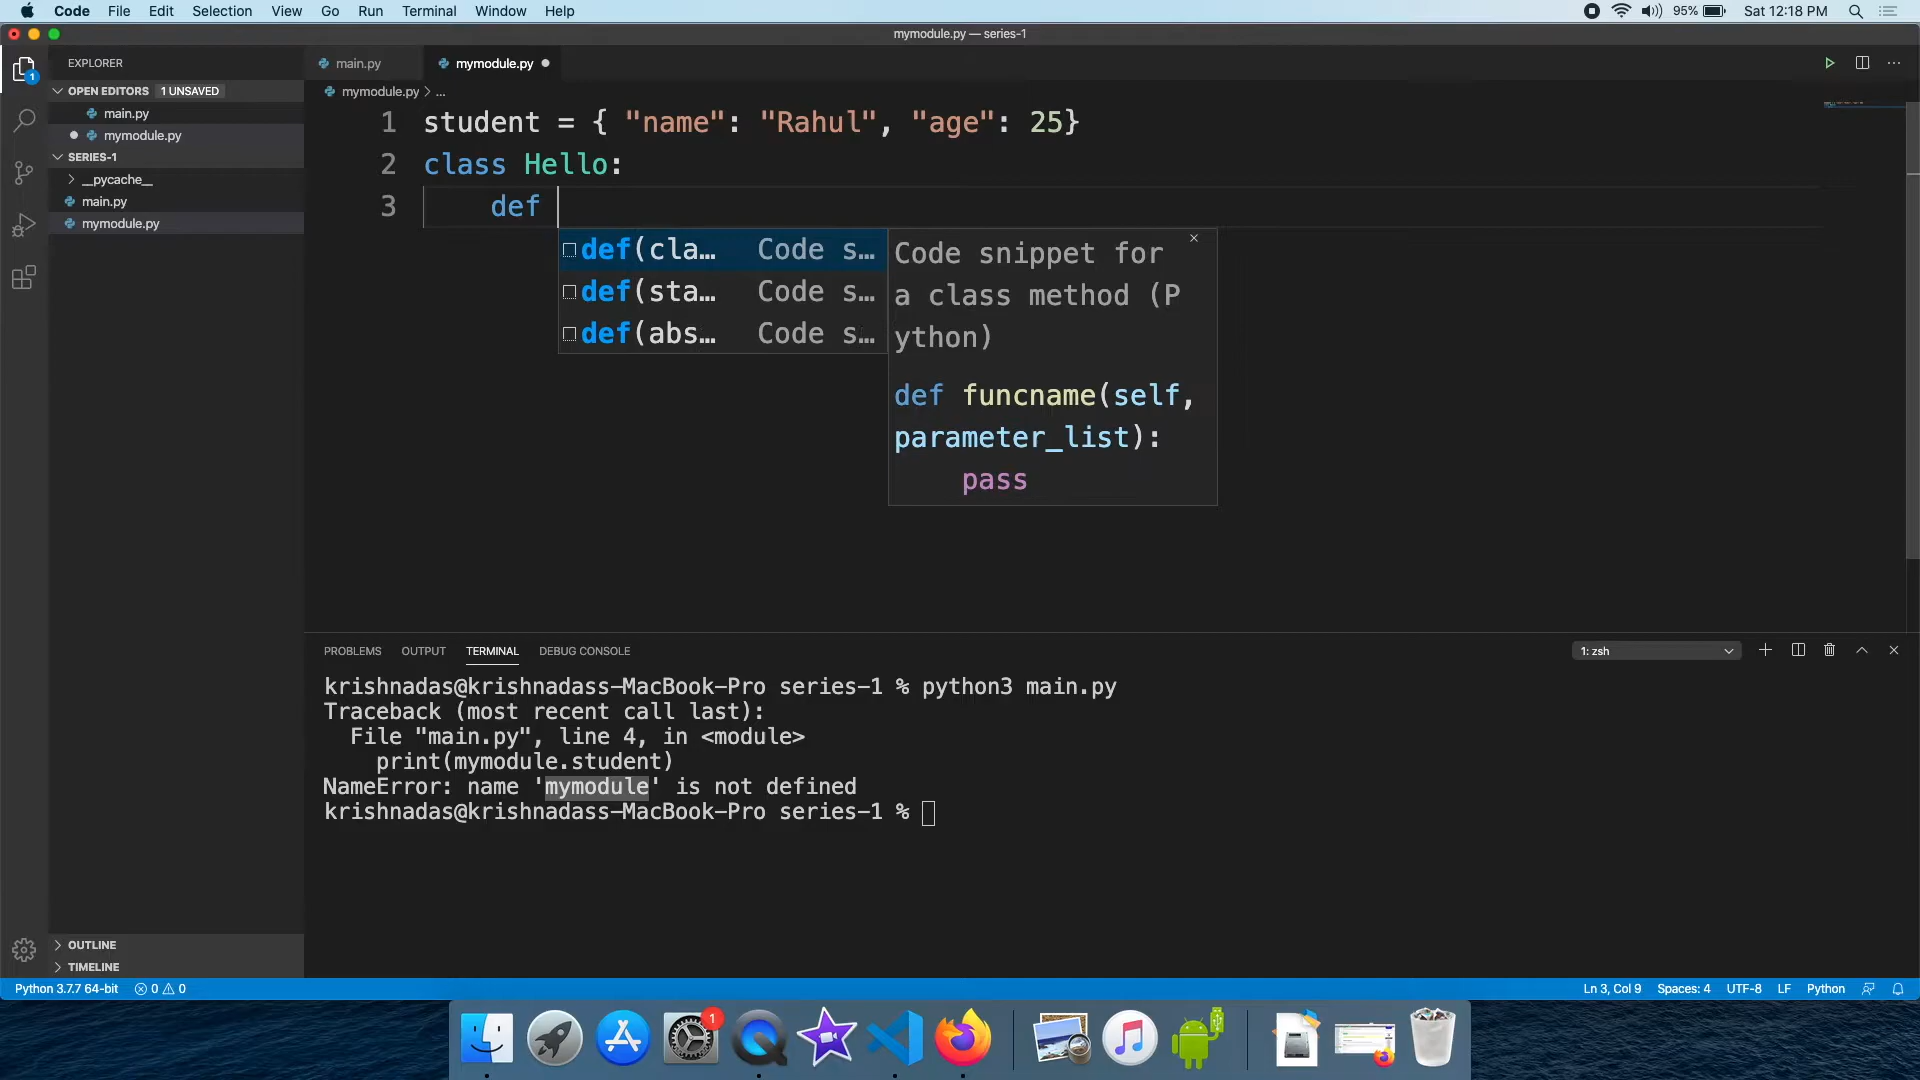 Code File Edit Selection View Go Run Terminal Window Help
95% Sat 12:18 PM
mymodule.py — series-1
EXPLORER
main.py
mymodule.py
OPEN EDITORS 1 UNSAVED
mymodule.py > ...
main.py
mymodule.py
SERIES-1
__pycache__
main.py
mymodule.py
1
1 student = { "name": "Rahul", "age": 25}
2 class Hello:
3 def
def(cla… Code s…
def(sta… Code s…
def(abs… Code s…
Code snippet for
a class method (P
ython)
def funcname(self,
parameter_list):
pass
PROBLEMS OUTPUT TERMINAL DEBUG CONSOLE
1: zsh
krishnadas@krishnadass-MacBook-Pro series-1 % python3 main.py
Traceback (most recent call last):
File "main.py", line 4, in <module>
print(mymodule.student)
NameError: name 'mymodule' is not defined
krishnadas@krishnadass-MacBook-Pro series-1 %
OUTLINE
TIMELINE
Python 3.7.7 64-bit 0 0
Ln 3, Col 9 Spaces: 4 UTF-8 LF Python
1